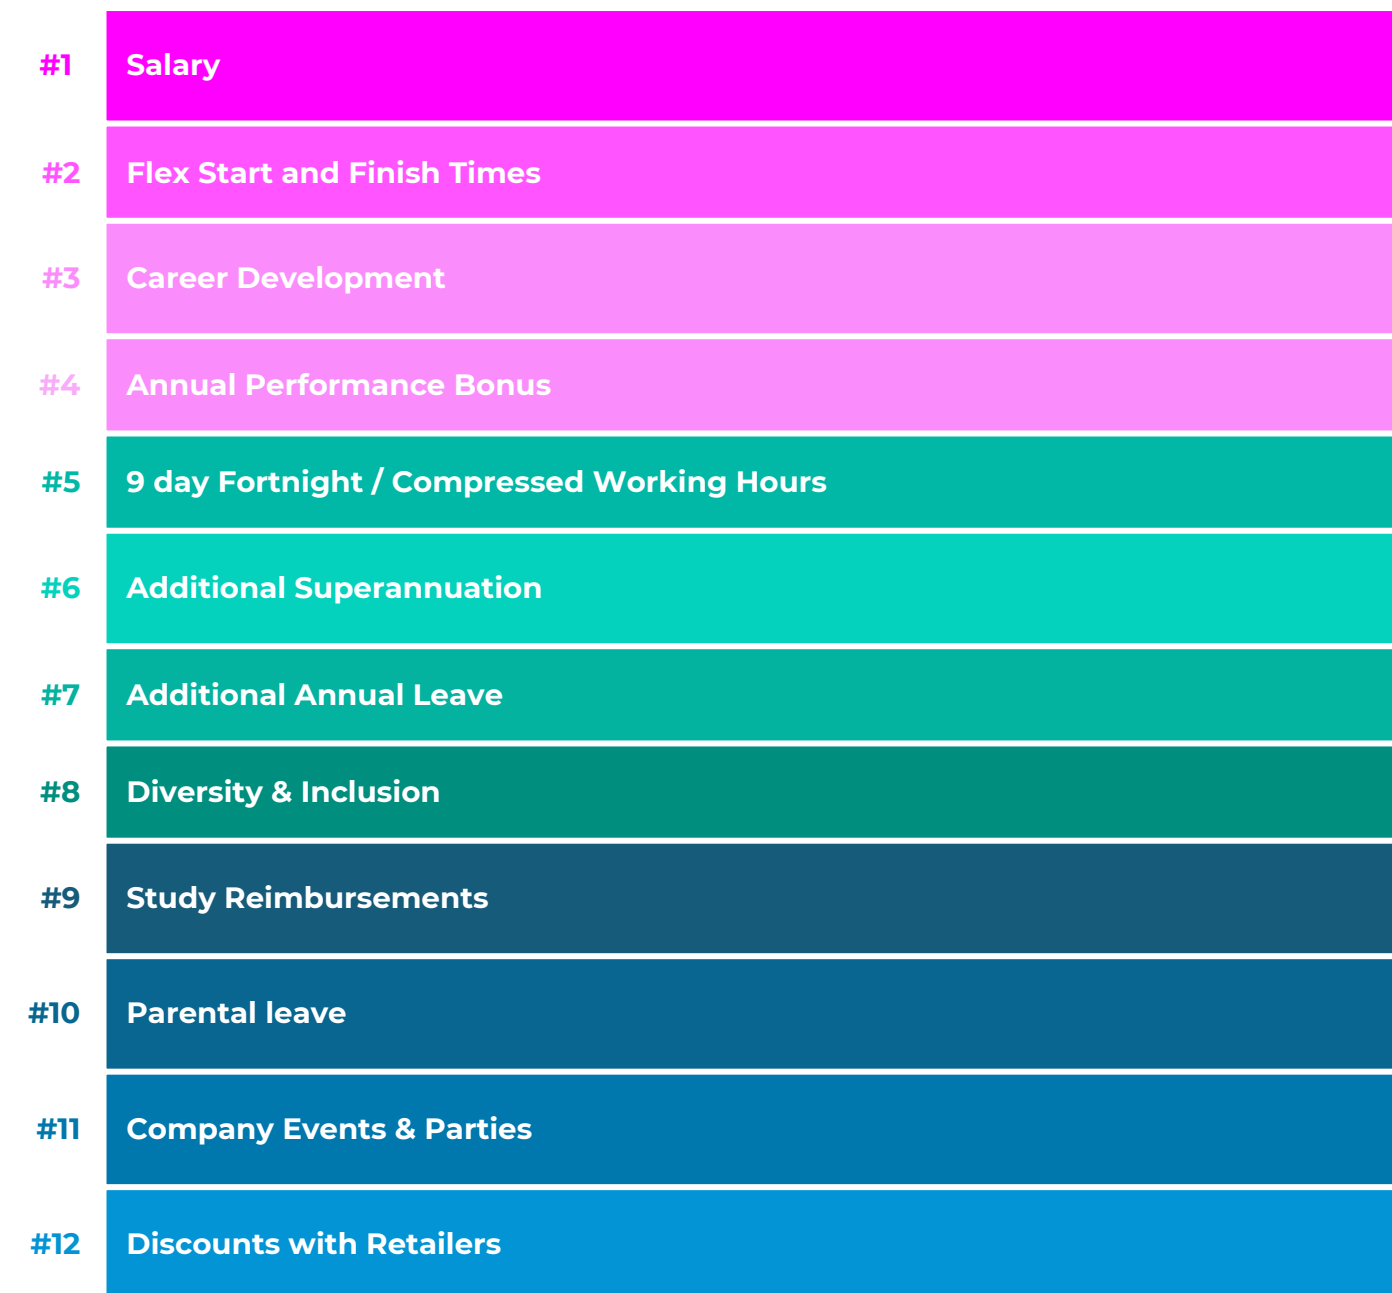 #1 Salary
#2 Flex Start and Finish Times
#3 Career Development
#4 Annual Performance Bonus
#5 9 day Fortnight / Compressed Working Hours
#6 Additional Superannuation
#7 Additional Annual Leave
#8 Diversity & Inclusion
#9 Study Reimbursements
#10 Parental leave
#11 Company Events & Parties
#12 Discounts with Retailers